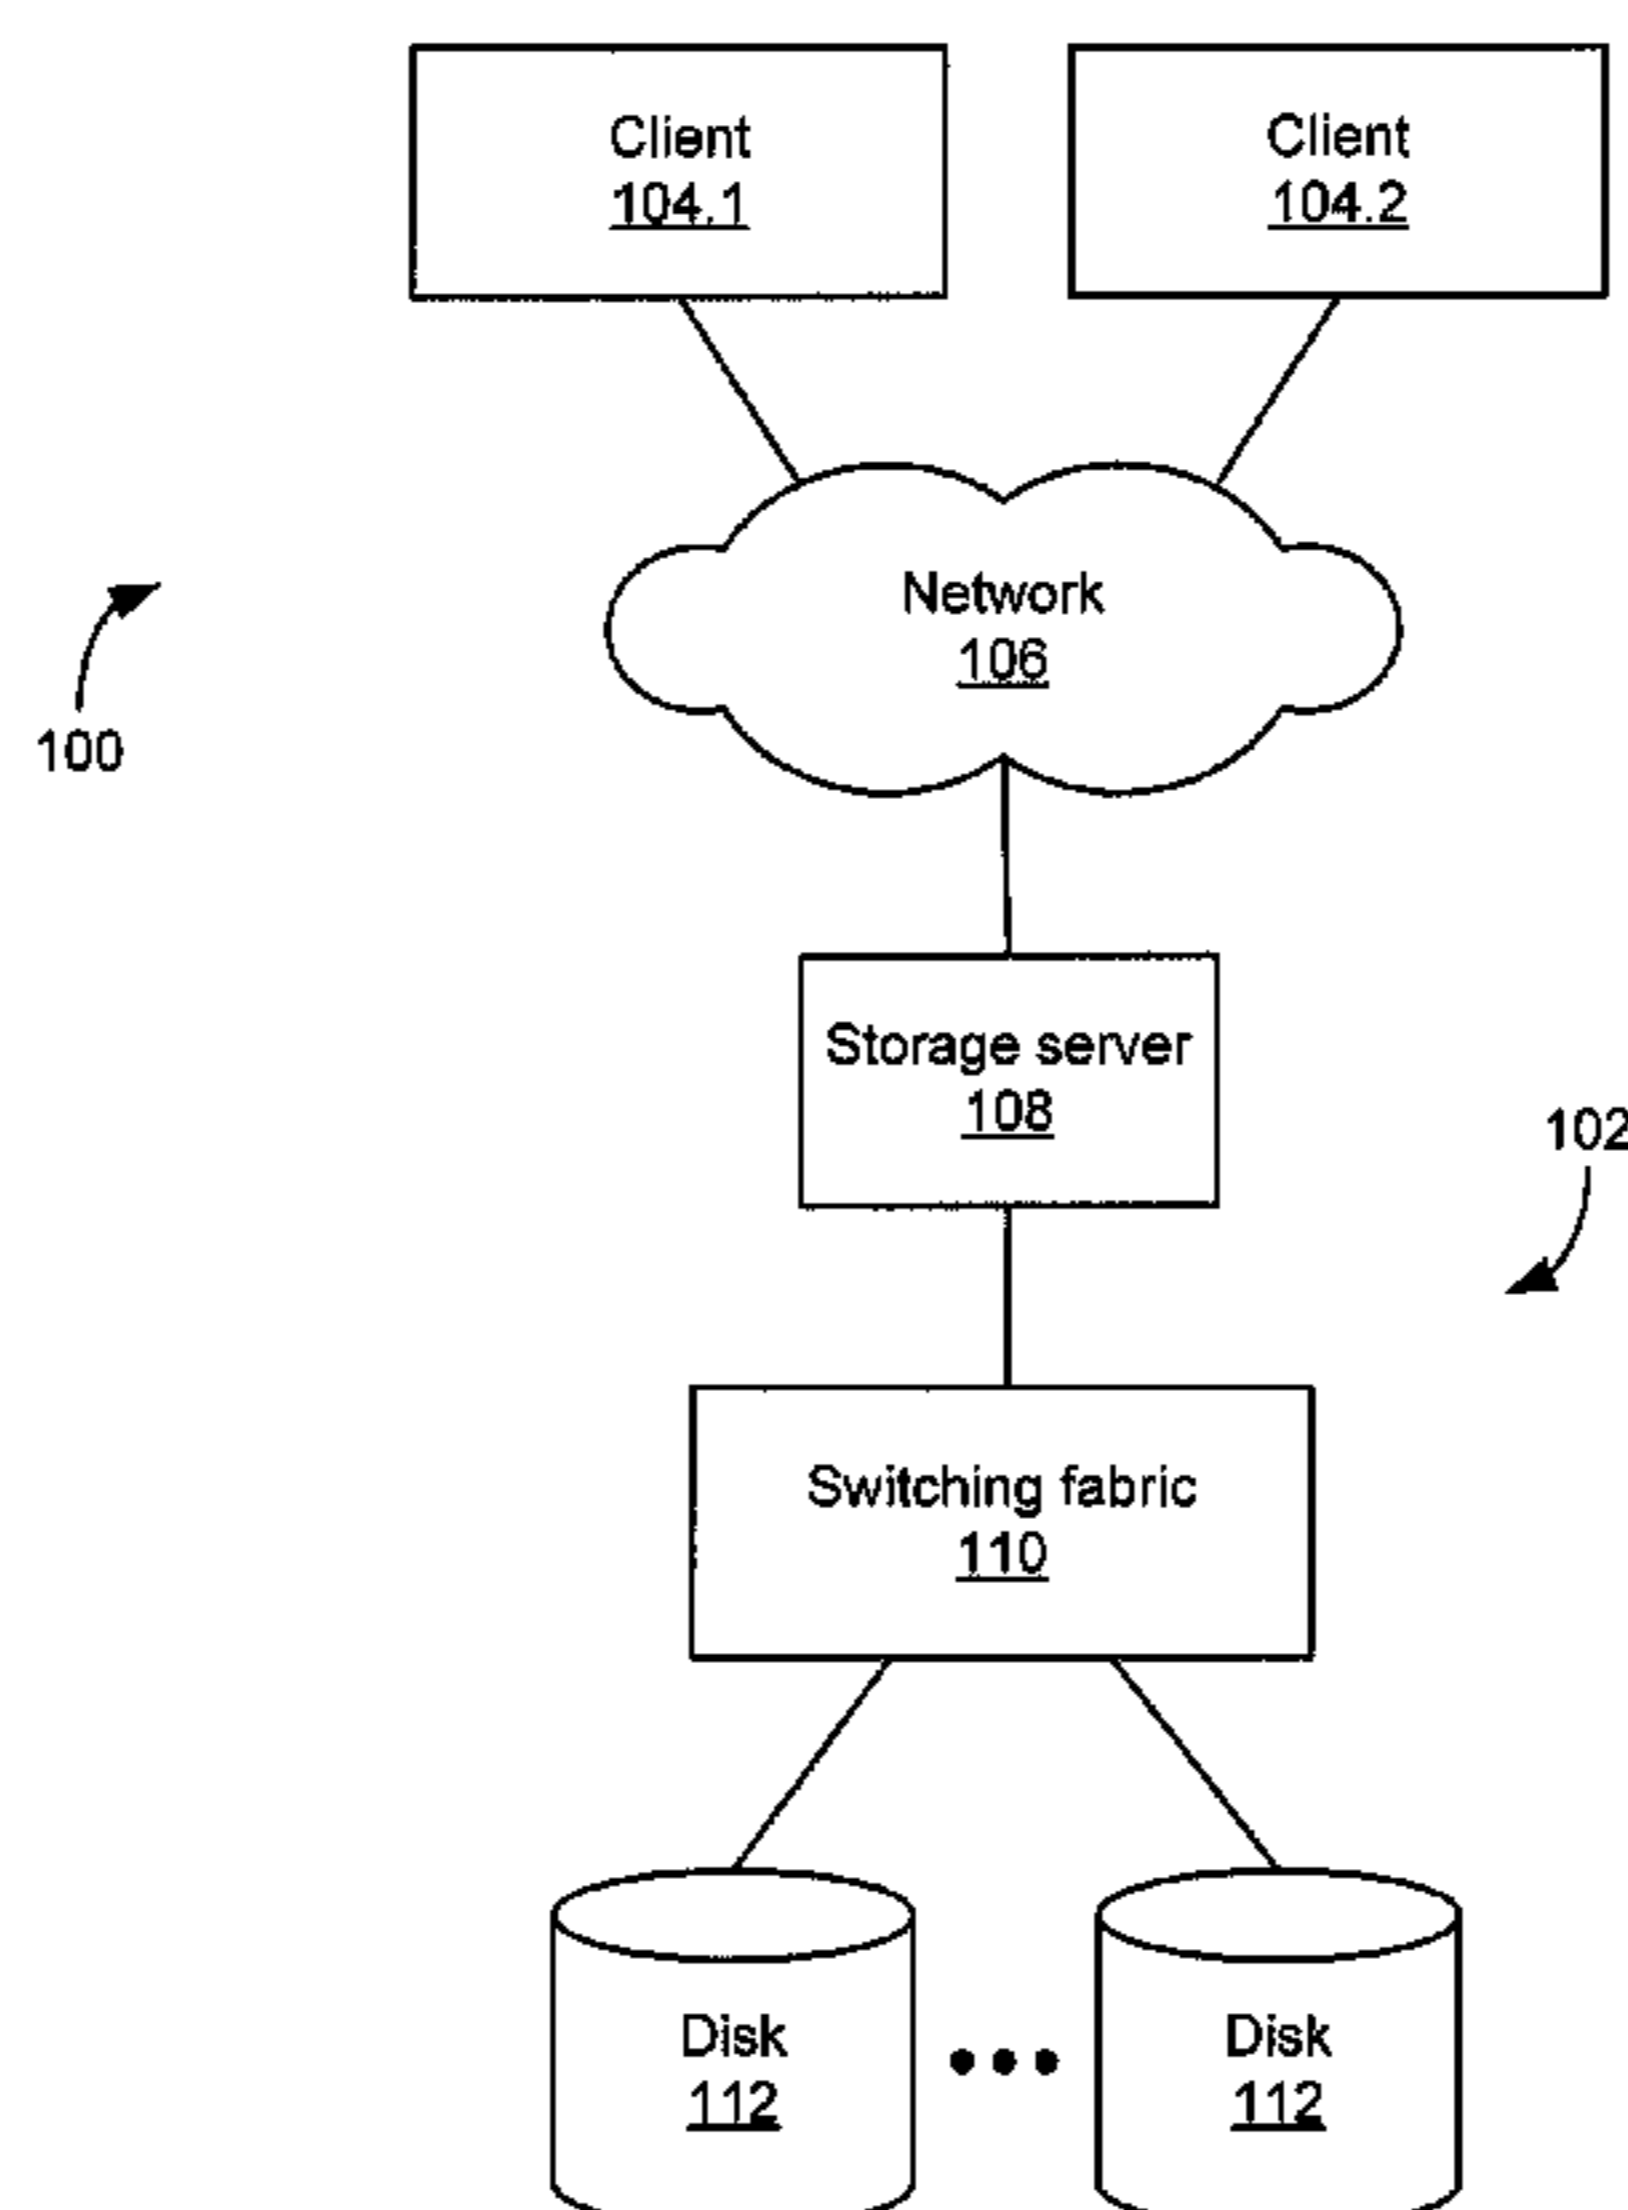 Client
104.1
Client
104.2
Network
106
100
Storage server
108
102
Switching fabric
110
Disk
112
Disk
112